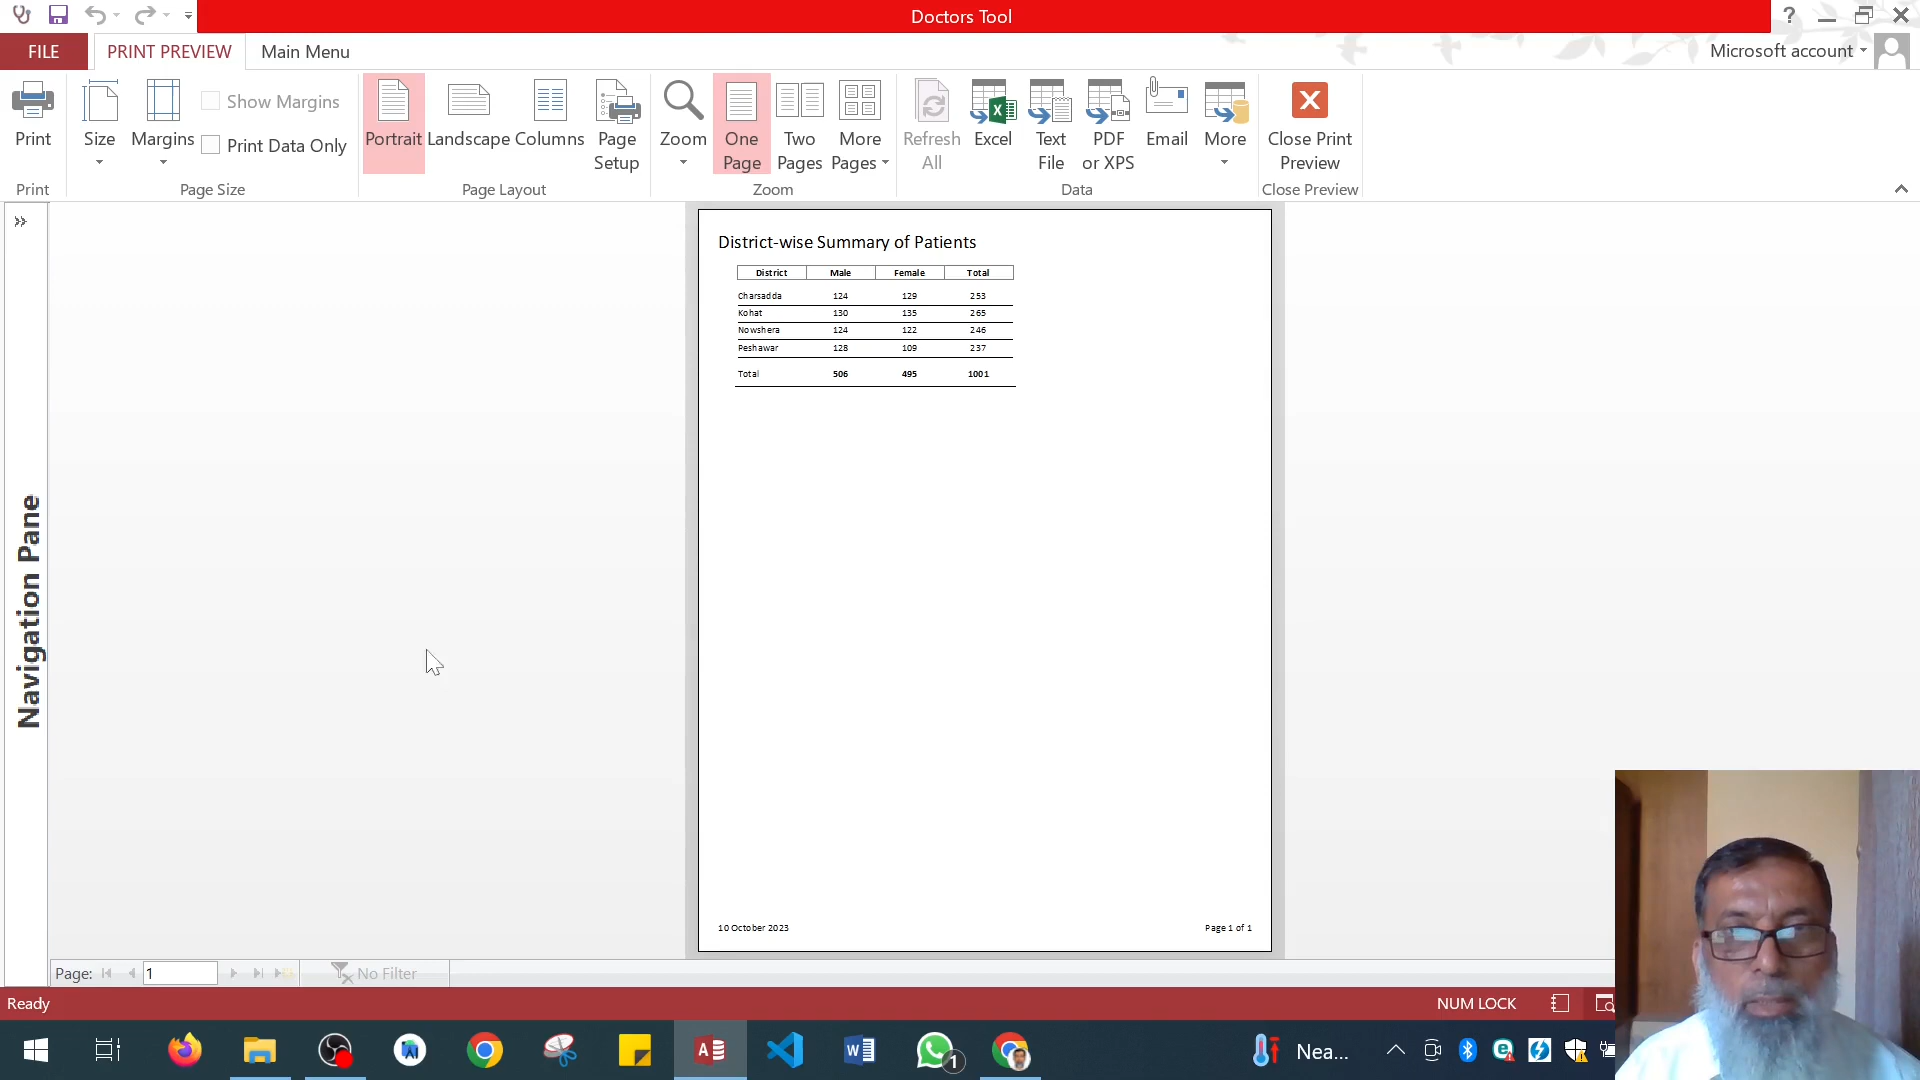 Doctors Tool
?
FILE PRINT PREVIEW Main Menu Microsoft account
Print Size Margins Show Margins Print Data Only Portrait Landscape Columns Page Setup Zoom One Page Two Pages More Pages Refresh All Excel Text File PDF or XPS Email More Close Print Preview
Print Page Size Page Layout Zoom Data Close Preview
Navigation Pane
District-wise Summary of Patients
District Male Female Total
Charsadda 124 129 253
Kohat 130 135 265
Nowshera 124 122 246
Peshawar 128 109 237
Total 506 495 1001
10 October 2023 Page 1 of 1
Page: 1 No Filter
Ready NUM LOCK
1 Nea...